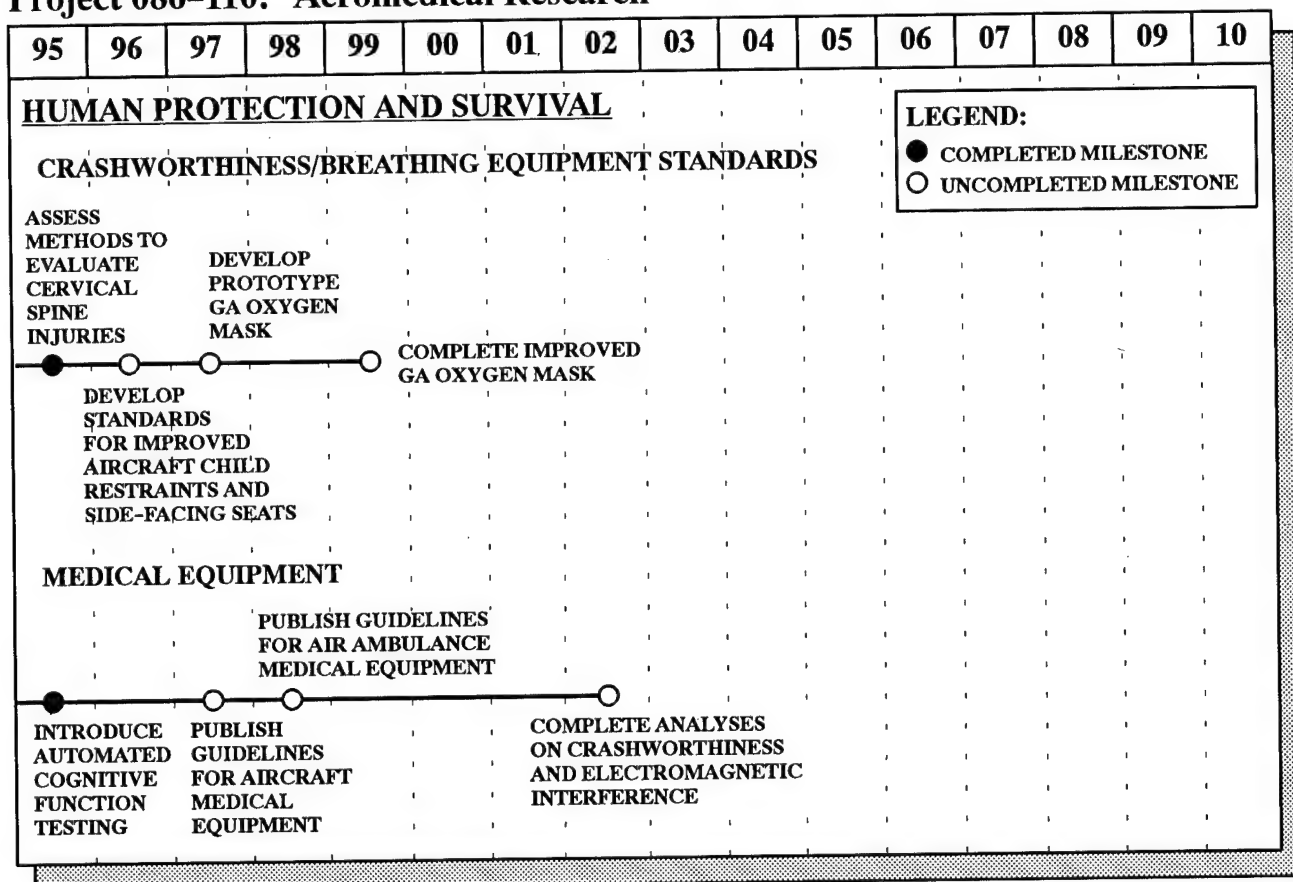 Project 080–110: Aeromedical Research
95 96 97 98 99 00 01 02 03 04 05 06 07 08 09 10
HUMAN PROTECTION AND SURVIVAL
LEGEND:
COMPLETED MILESTONE
UNCOMPLETED MILESTONE
CRASHWORTHINESS/BREATHING EQUIPMENT STANDARDS
ASSESS
METHODS TO
EVALUATE
CERVICAL
SPINE
INJURIES
DEVELOP
PROTOTYPE
GA OXYGEN
MASK
COMPLETE IMPROVED
GA OXYGEN MASK
DEVELOP
STANDARDS
FOR IMPROVED
AIRCRAFT CHILD
RESTRAINTS AND
SIDE–FACING SEATS
MEDICAL EQUIPMENT
PUBLISH GUIDELINES
FOR AIR AMBULANCE
MEDICAL EQUIPMENT
INTRODUCE
AUTOMATED
COGNITIVE
FUNCTION
TESTING
PUBLISH
GUIDELINES
FOR AIRCRAFT
MEDICAL
EQUIPMENT
COMPLETE ANALYSES
ON CRASHWORTHINESS
AND ELECTROMAGNETIC
INTERFERENCE